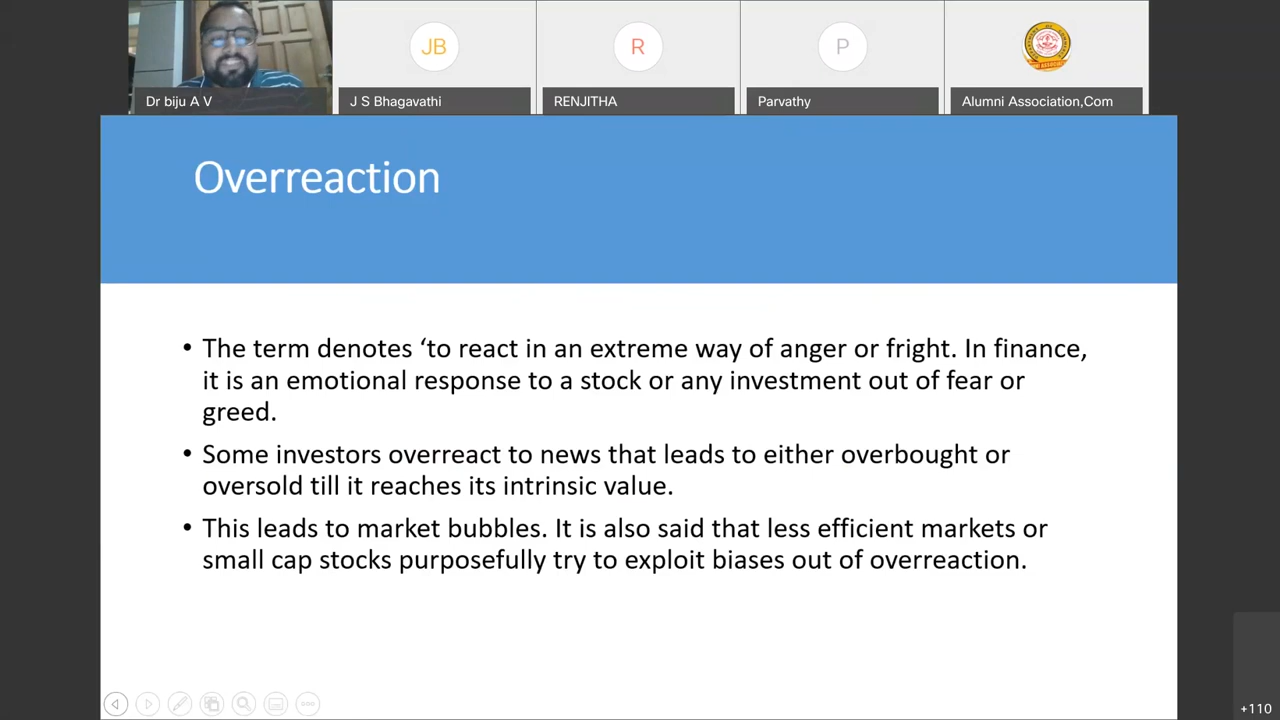 JB
R
P
Dr biju A V
J S Bhagavathi
RENJITHA
Parvathy
Alumni Association,Com
Overreaction
• The term denotes ‘to react in an extreme way of anger or fright. In finance,
it is an emotional response to a stock or any investment out of fear or
greed.
• Some investors overreact to news that leads to either overbought or
oversold till it reaches its intrinsic value.
• This leads to market bubbles. It is also said that less efficient markets or
small cap stocks purposefully try to exploit biases out of overreaction.
+110